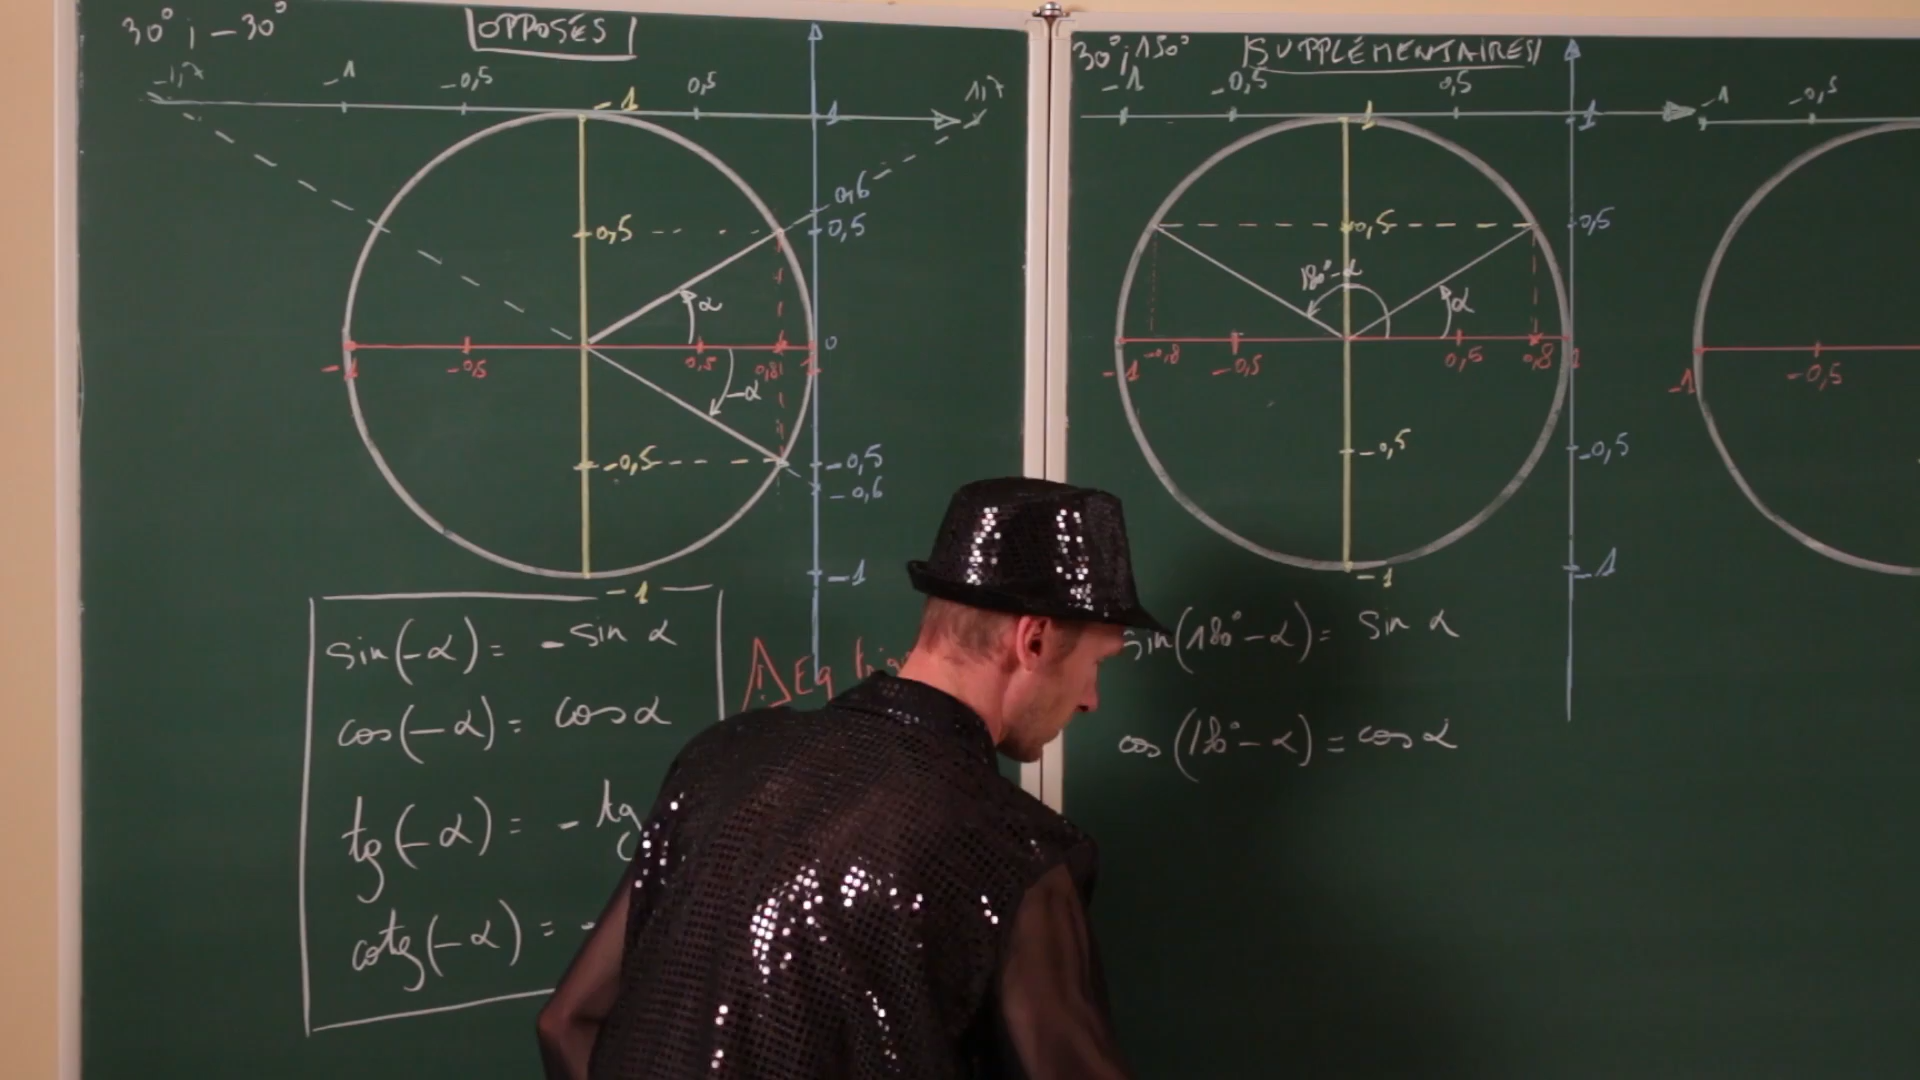 30° ; -30°
OPPOSÉS
-1,7 -1 -0,5 0,5 1,7
-1
1
0,6
0,5
0,5
α
0
-1 -0,5 0,5 0,8 1
-α
-0,5
-0,5
-0,6
-1
-1
sin(-α) = - sin α
cos(-α) = cos α
tg(-α) = - tg
cotg(-α) = -
Eq
30° ; 150°
SUPPLÉMENTAIRES
-1 -0,5 0,5
1
1
0,5
0,5
180°-α
α
-1 -0,8 -0,5 0,5 0,8 1
-0,5
-0,5
-1
-1
sin(180°-α) = sin α
cos(180°-α) = cos α
-1 -0,5
-1 -0,5